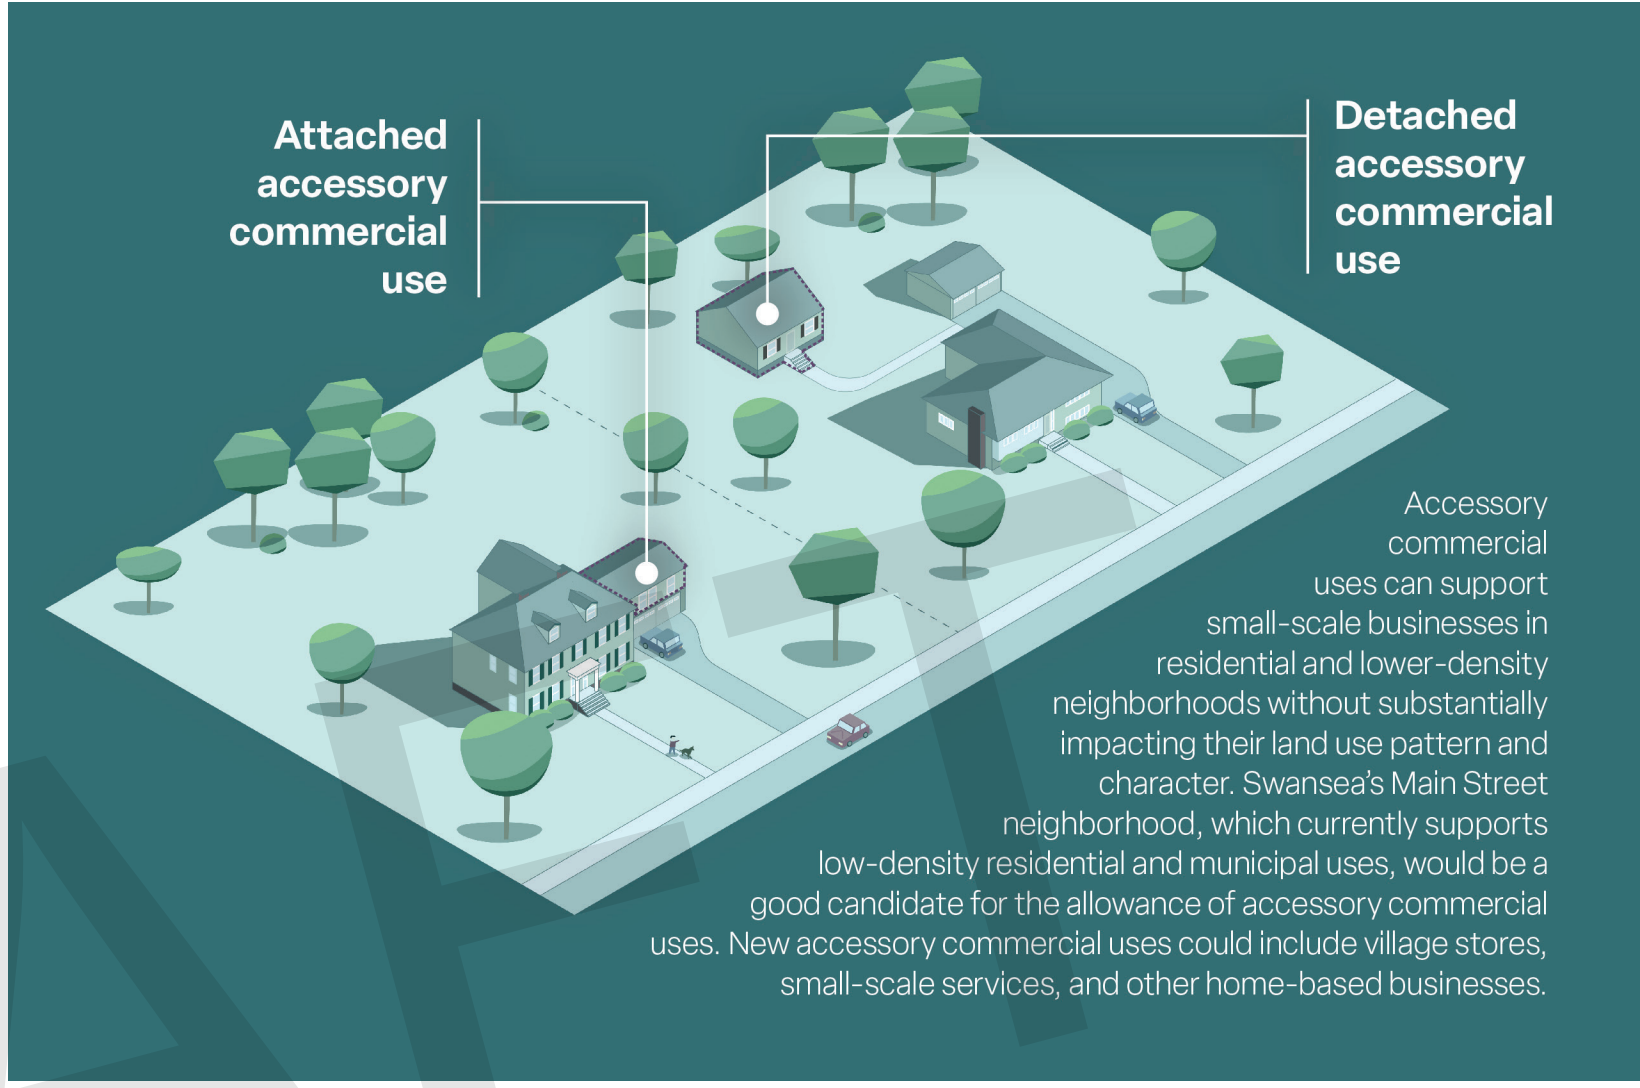 Attached
accessory
commercial
use
Detached
accessory
commercial
use
Accessory
commercial
uses can support
small-scale businesses in
residential and lower-density
neighborhoods without substantially
impacting their land use pattern and
character. Swansea’s Main Street
neighborhood, which currently supports
low-density residential and municipal uses, would be a
good candidate for the allowance of accessory commercial
uses. New accessory commercial uses could include village stores,
small-scale services, and other home-based businesses.